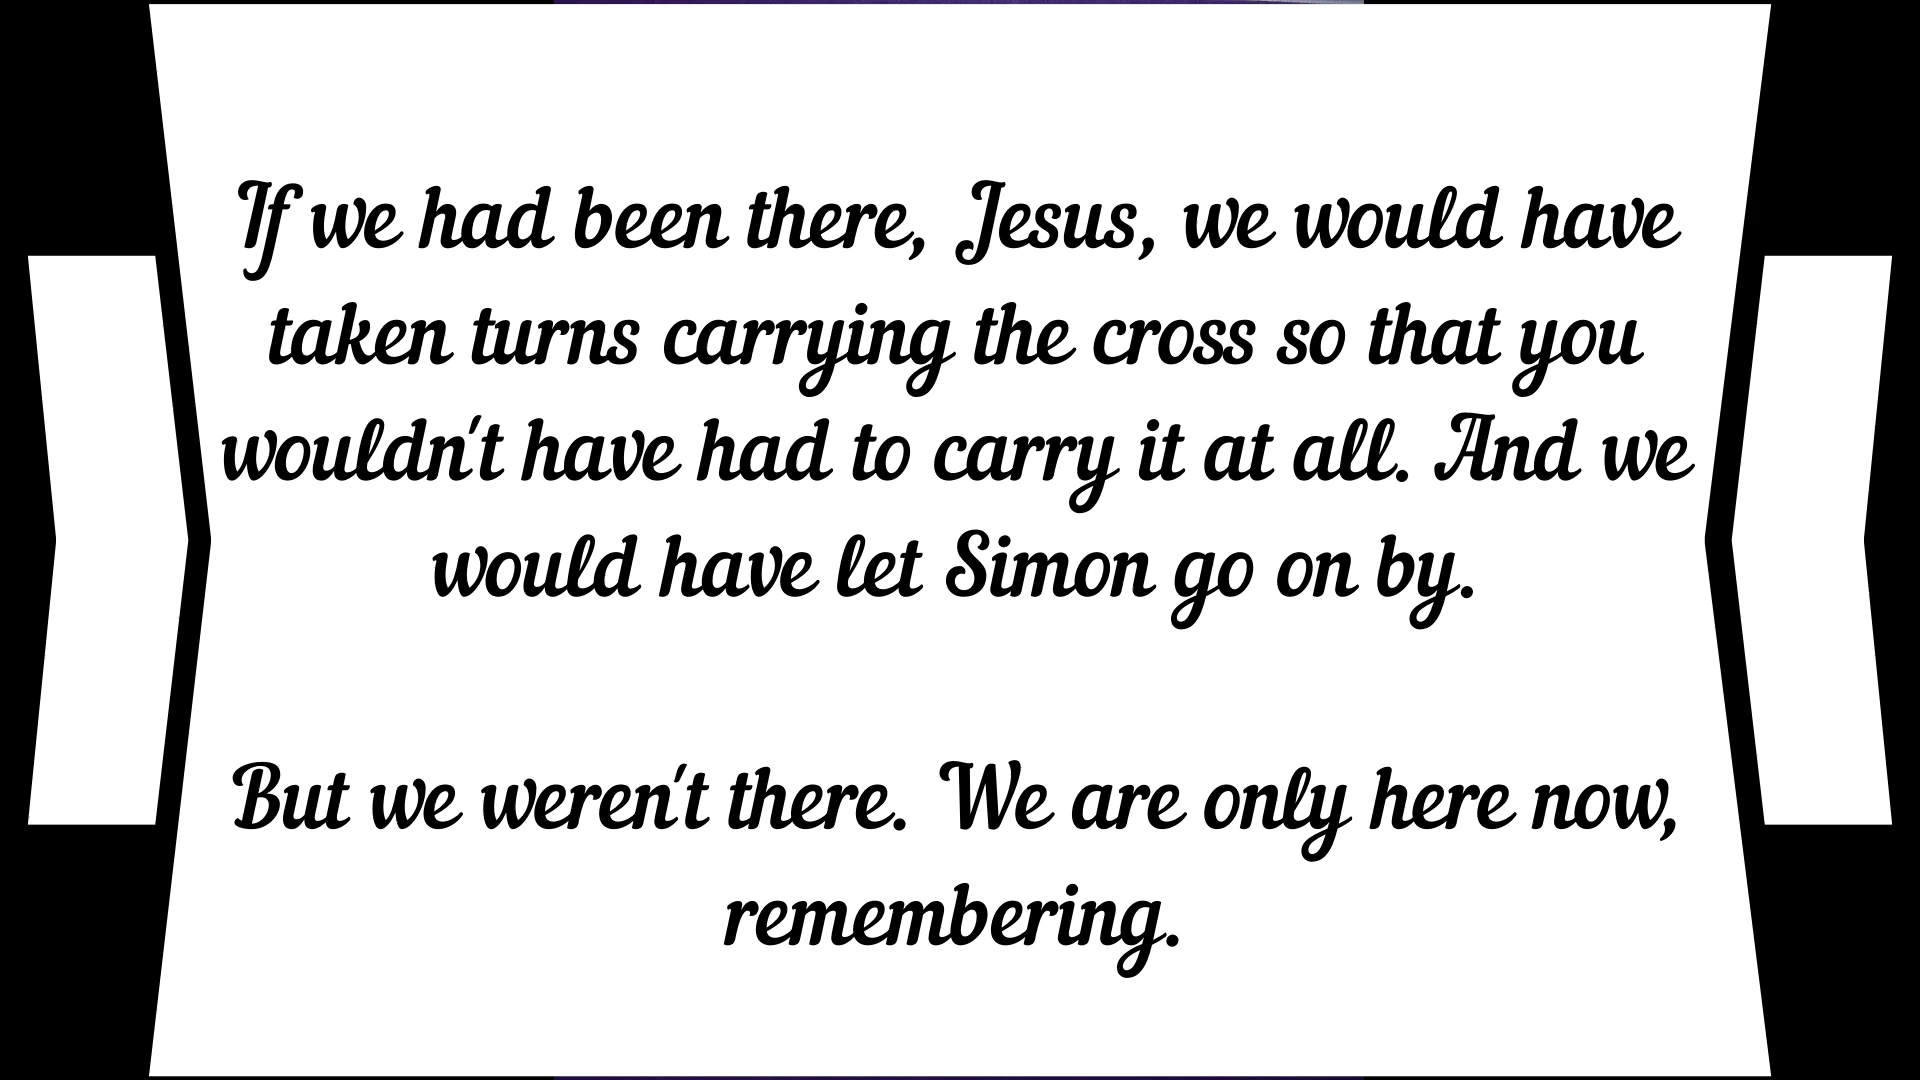 If we had been there, Jesus, we would have
taken turns carrying the cross so that you
wouldn't have had to carry it at all. And we
would have let Simon go on by.
But we weren't there. We are only here now,
remembering.